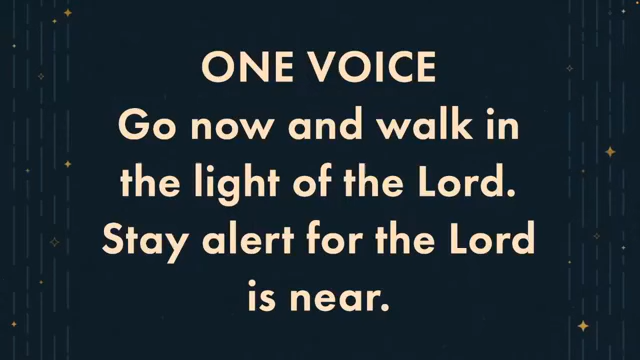 ONE VOICE
Go now and walk in
the light of the Lord.
Stay alert for the Lord
is near.